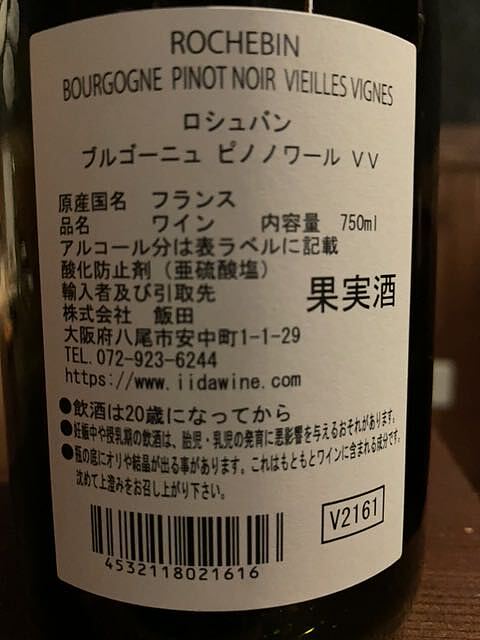 ROCHEBIN
BOURGOGNE PINOT NOIR VIEILLES VIGNES
ロシュバン
ブルゴーニュ ピノノワール VV
原産国名 フランス
品名 ワイン 内容量 750ml
アルコール分は表ラベルに記載
酸化防止剤（亜硫酸塩）
輸入者及び引取先
果実酒
株式会社 飯田
大阪府八尾市安中町1-1-29
TEL.072-923-6244
https://www.iidawine.com
●飲酒は20歳になってから
●妊娠中や授乳期の飲酒は、胎児・乳児の発育に悪影響を与えるおそれがあります。
●瓶の底にオリや結晶が出る事があります。これはもともとワインに含まれる成分です。
沈めて上澄みをお召し上がり下さい。
V2161
4532118021616